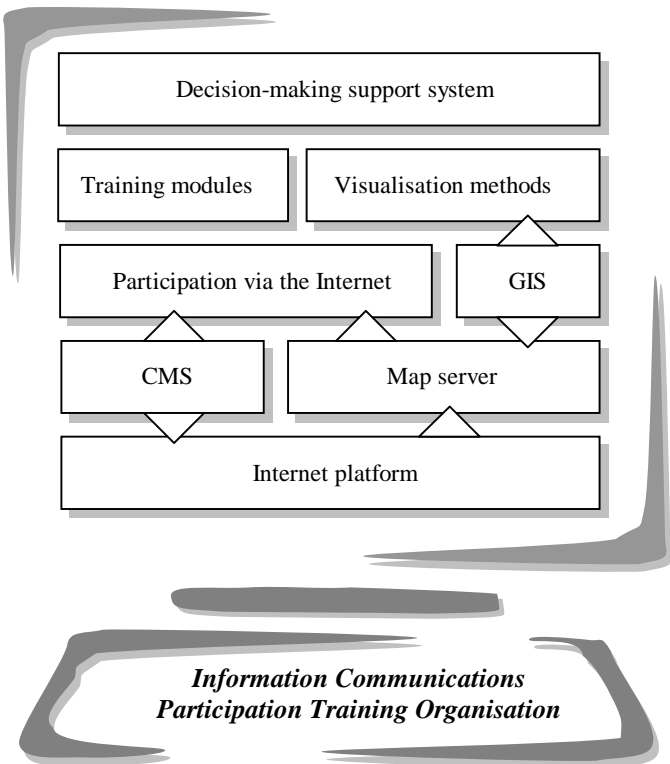 Decision-making support system
Training modules
Visualisation methods
Participation via the Internet
GIS
CMS
Map server
Internet platform
Information Communications
Participation Training Organisation